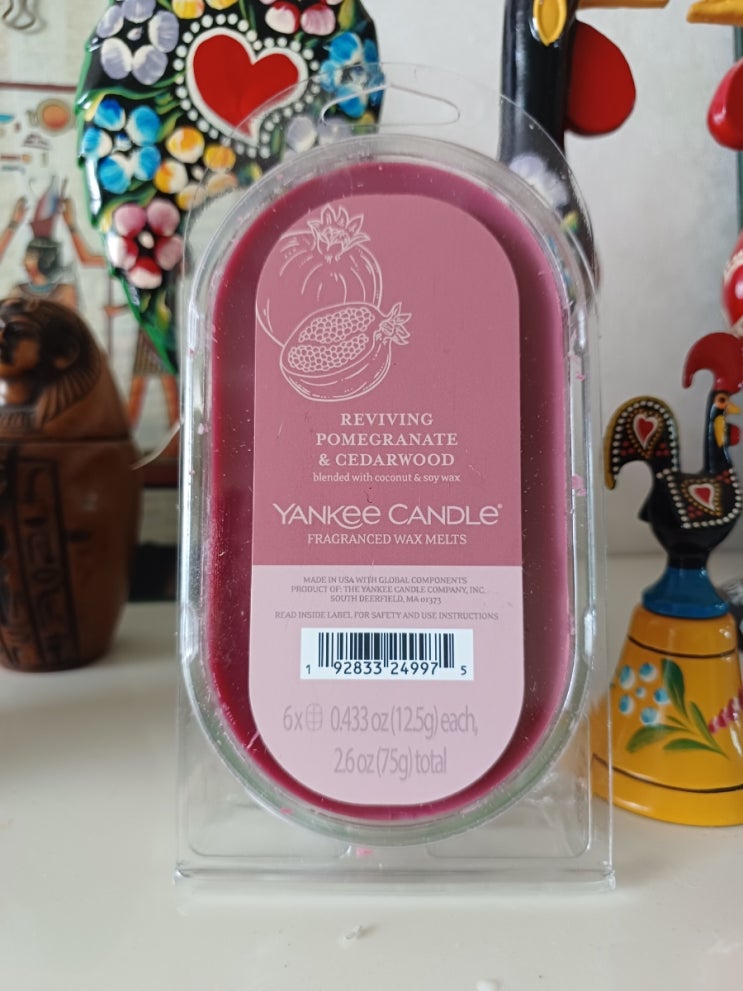 REVIVING
POMEGRANATE
& CEDARWOOD
blended with coconut & soy wax
YANKEE CANDLE®
FRAGRANCED WAX MELTS
MADE IN USA WITH GLOBAL COMPONENTS
PRODUCT OF: THE YANKEE CANDLE COMPANY, INC.
SOUTH DEERFIELD, MA 01373
READ INSIDE LABEL FOR SAFETY AND USE INSTRUCTIONS
1 92833 24997 5
6x 0.433 oz (12.5g) each,
2.6 oz (75g) total